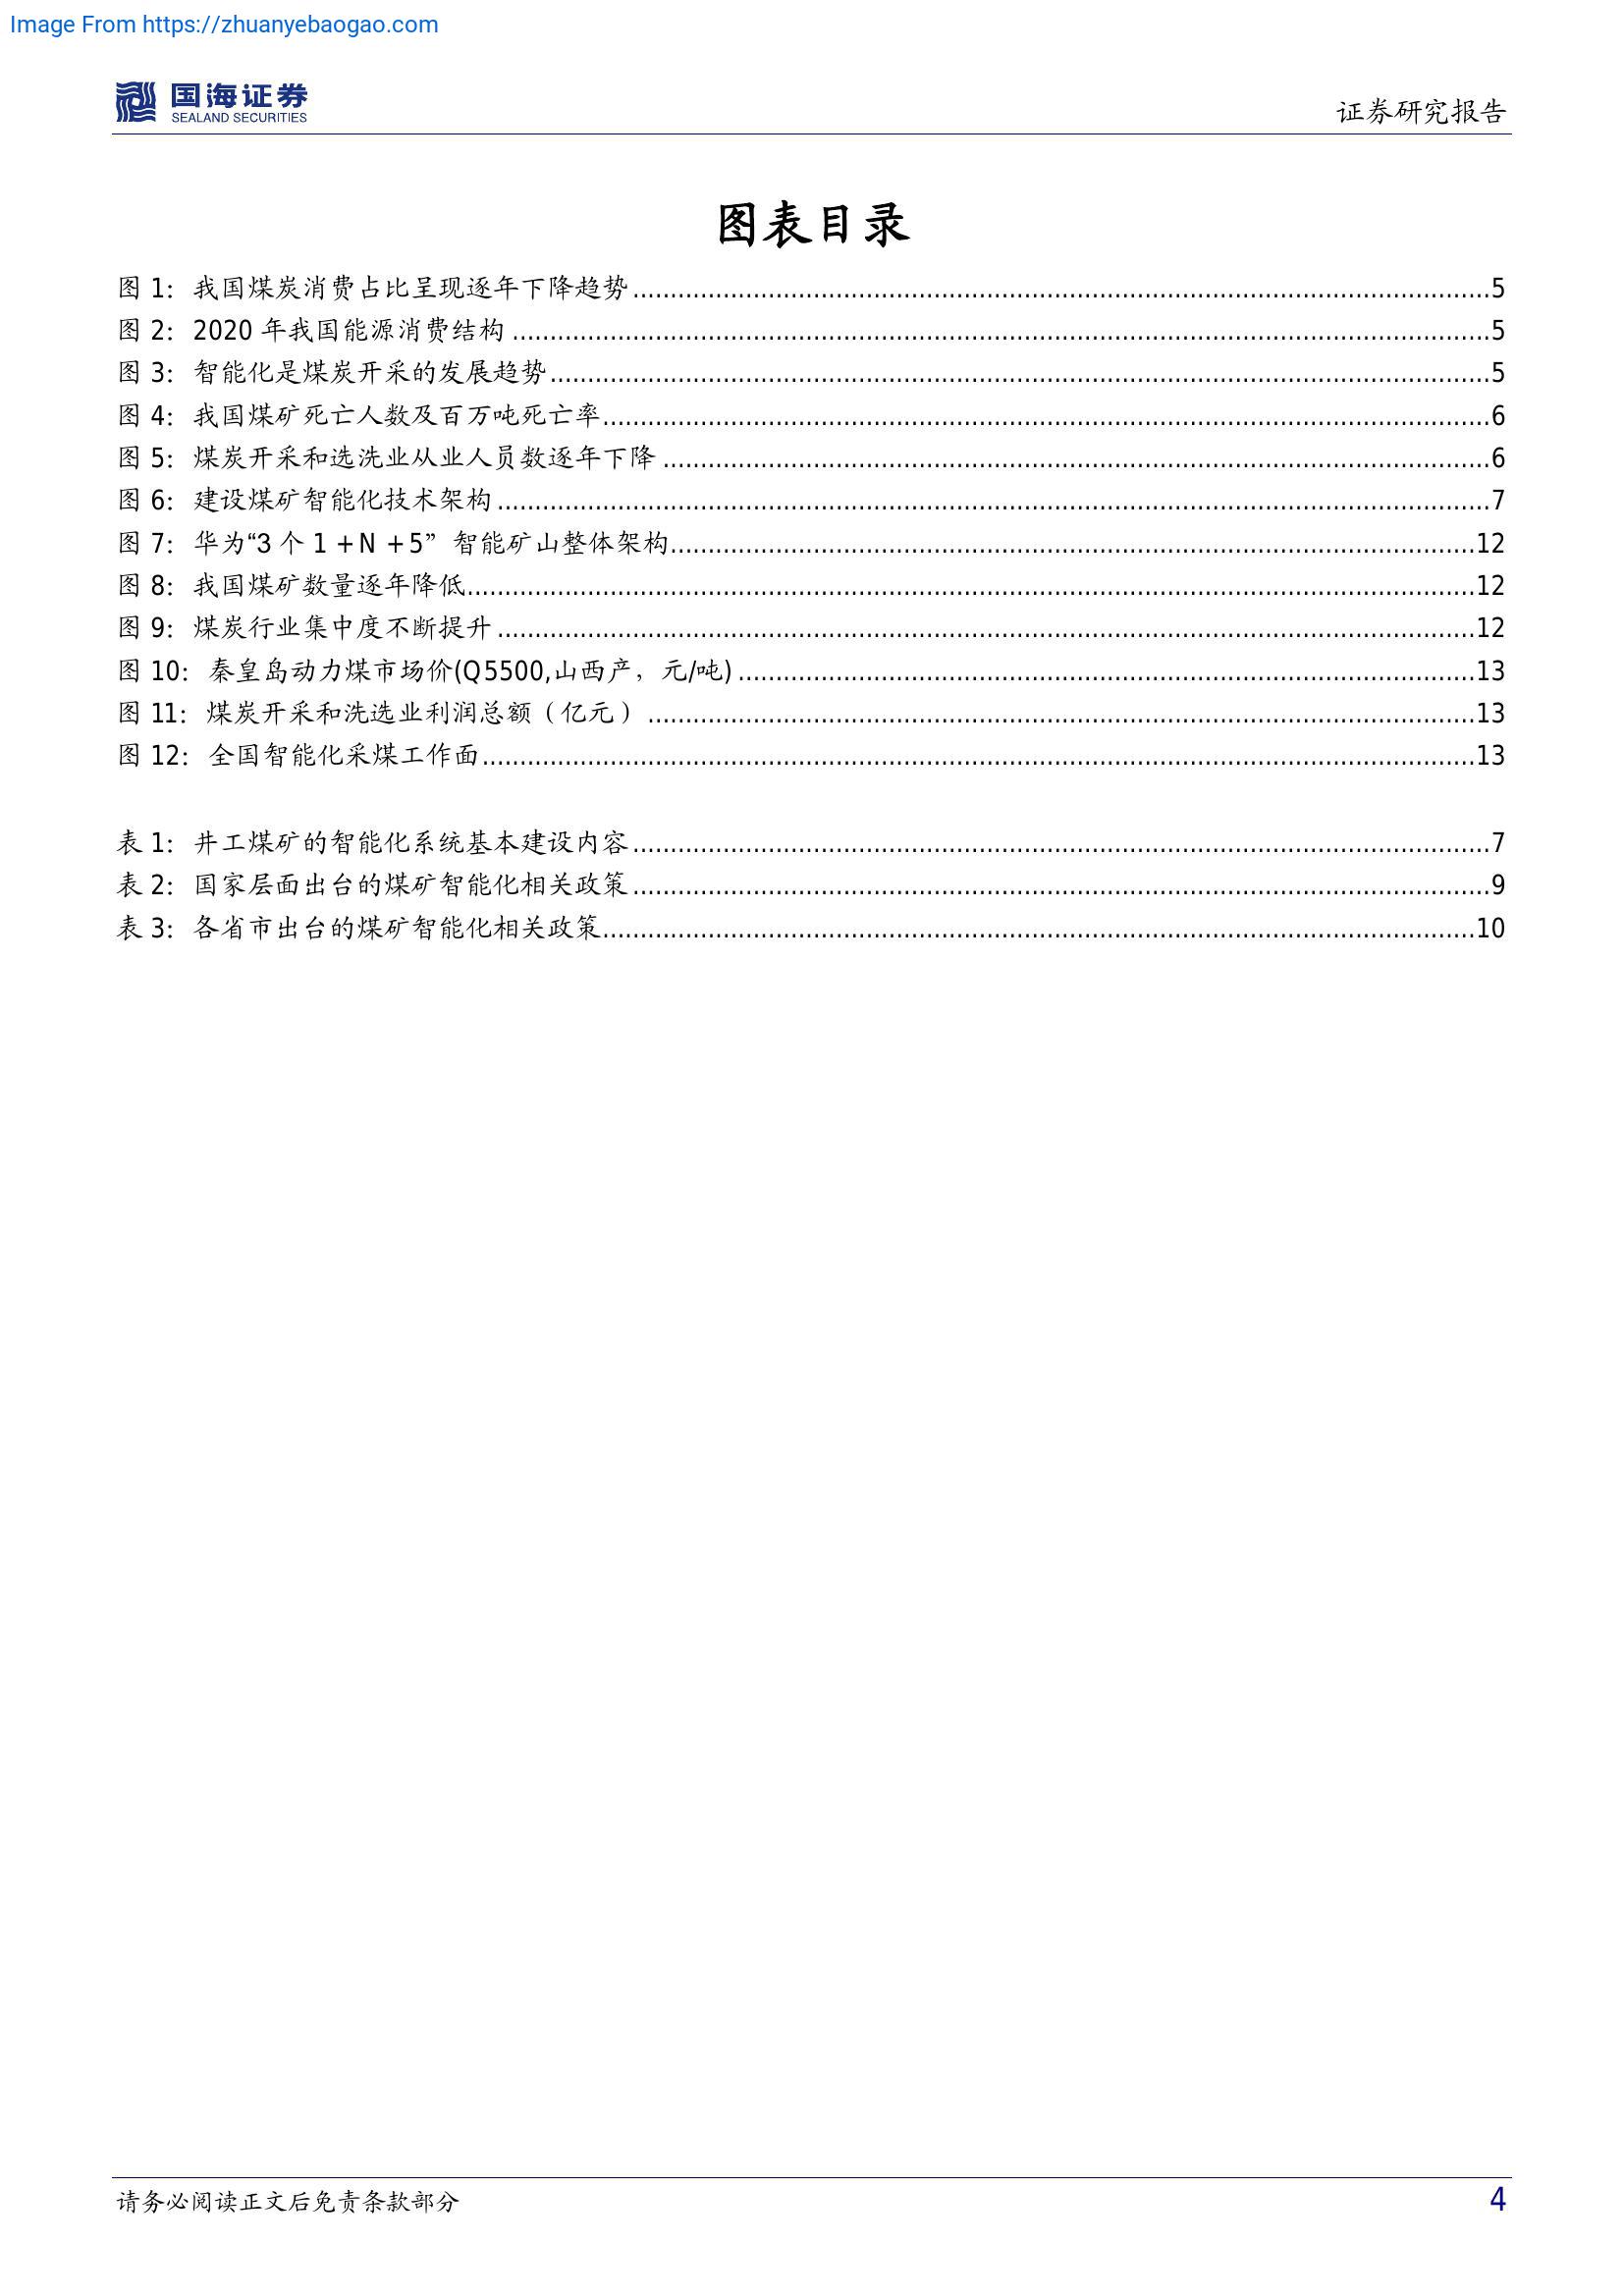 Image From https://zhuanyebaogao.com
国海证券
SEALAND SECURITIES
证券研究报告
图表目录
图 1：我国煤炭消费占比呈现逐年下降趋势 ........ 5
图 2：2020 年我国能源消费结构 ........ 5
图 3：智能化是煤炭开采的发展趋势 ........ 5
图 4：我国煤矿死亡人数及百万吨死亡率 ........ 6
图 5：煤炭开采和选洗业从业人员数逐年下降 ........ 6
图 6：建设煤矿智能化技术架构 ........ 7
图 7：华为“3 个 1 + N + 5”智能矿山整体架构 ........ 12
图 8：我国煤矿数量逐年降低 ........ 12
图 9：煤炭行业集中度不断提升 ........ 12
图 10：秦皇岛动力煤市场价(Q5500,山西产，元/吨) ........ 13
图 11：煤炭开采和洗选业利润总额（亿元） ........ 13
图 12：全国智能化采煤工作面 ........ 13
表 1：井工煤矿的智能化系统基本建设内容 ........ 7
表 2：国家层面出台的煤矿智能化相关政策 ........ 9
表 3：各省市出台的煤矿智能化相关政策 ........ 10
请务必阅读正文后免责条款部分
4